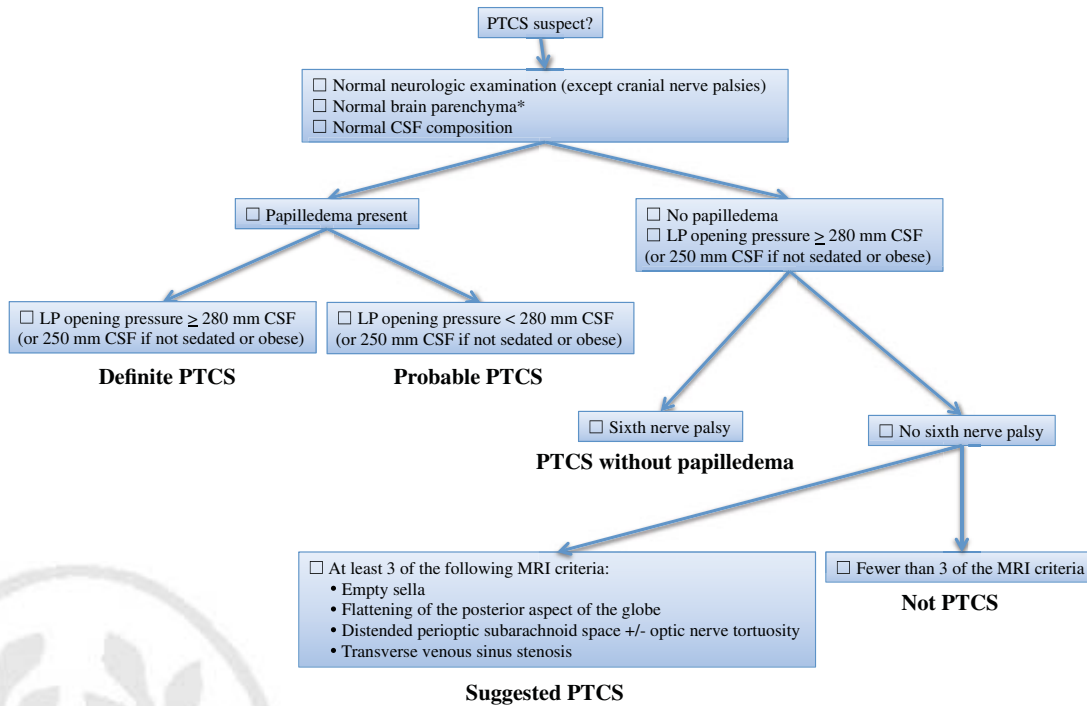 PTCS suspect?
☐ Normal neurologic examination (except cranial nerve palsies)
☐ Normal brain parenchyma*
☐ Normal CSF composition
☐ Papilledema present
☐ No papilledema
☐ LP opening pressure ≥ 280 mm CSF
(or 250 mm CSF if not sedated or obese)
☐ LP opening pressure ≥ 280 mm CSF
(or 250 mm CSF if not sedated or obese)
Definite PTCS
☐ LP opening pressure < 280 mm CSF
(or 250 mm CSF if not sedated or obese)
Probable PTCS
☐ Sixth nerve palsy
PTCS without papilledema
☐ No sixth nerve palsy
☐ At least 3 of the following MRI criteria:
• Empty sella
• Flattening of the posterior aspect of the globe
• Distended perioptic subarachnoid space +/- optic nerve tortuosity
• Transverse venous sinus stenosis
Suggested PTCS
☐ Fewer than 3 of the MRI criteria
Not PTCS